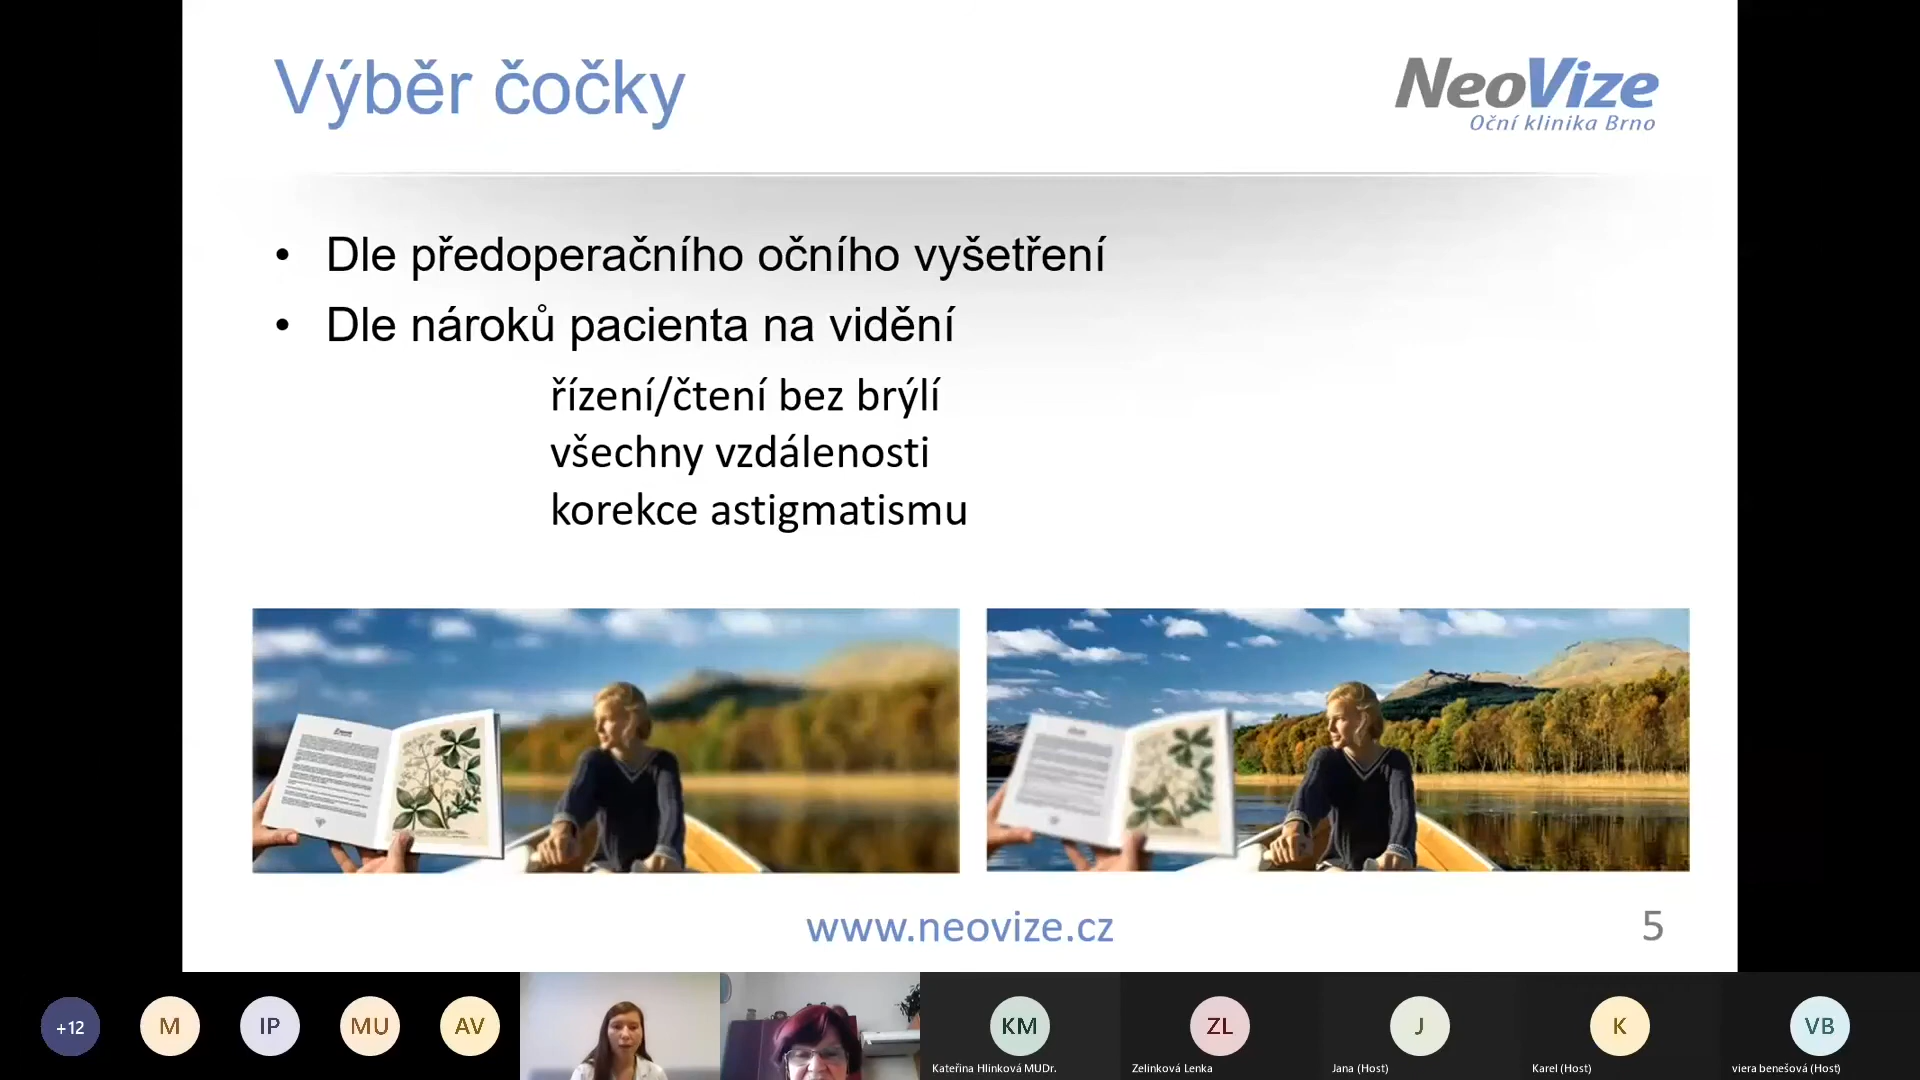 Výběr čočky
NeoVize
Oční klinika Brno
• Dle předoperačního očního vyšetření
• Dle nároků pacienta na vidění
řízení/čtení bez brýlí
všechny vzdálenosti
korekce astigmatismu
www.neovize.cz
5
+12
M
IP
MU
AV
KM
ZL
J
K
VB
Kateřina Hlinková MUDr.
Zelinková Lenka
Jana (Host)
Karel (Host)
viera benešová (Host)